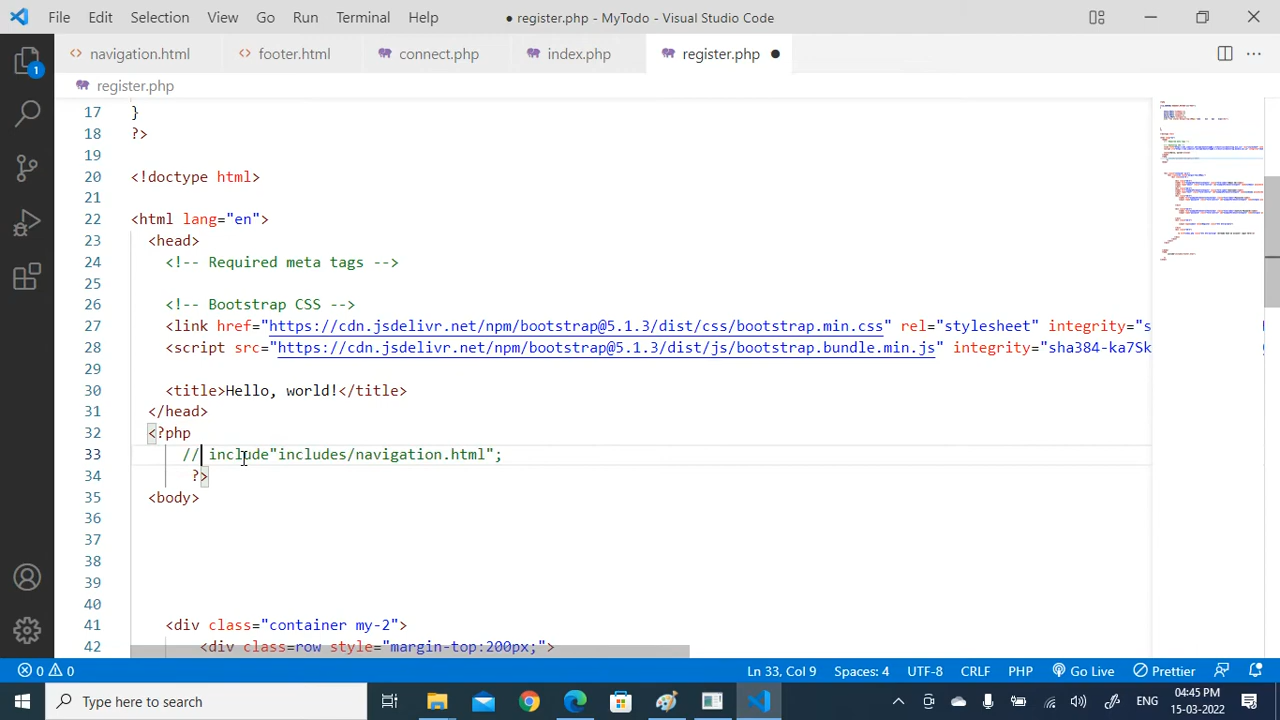 File Edit Selection View Go Run Terminal Help ● register.php - MyTodo - Visual Studio Code
navigation.html footer.html connect.php index.php register.php
register.php
1
17 }
18 ?>
19
20 <!doctype html>
21
22 <html lang="en">
23 <head>
24 <!-- Required meta tags -->
25
26 <!-- Bootstrap CSS -->
27 <link href="https://cdn.jsdelivr.net/npm/bootstrap@5.1.3/dist/css/bootstrap.min.css" rel="stylesheet" integrity="s
28 <script src="https://cdn.jsdelivr.net/npm/bootstrap@5.1.3/dist/js/bootstrap.bundle.min.js" integrity="sha384-ka7Sk
29
30 <title>Hello, world!</title>
31 </head>
32 <?php
33 // include"includes/navigation.html";
34 ?>
35 <body>
36
37
38
39
40
41 <div class="container my-2">
42 <div class=row style="margin-top:200px;">
0 0 Ln 33, Col 9 Spaces: 4 UTF-8 CRLF PHP Go Live Prettier
Type here to search ENG 04:45 PM
15-03-2022